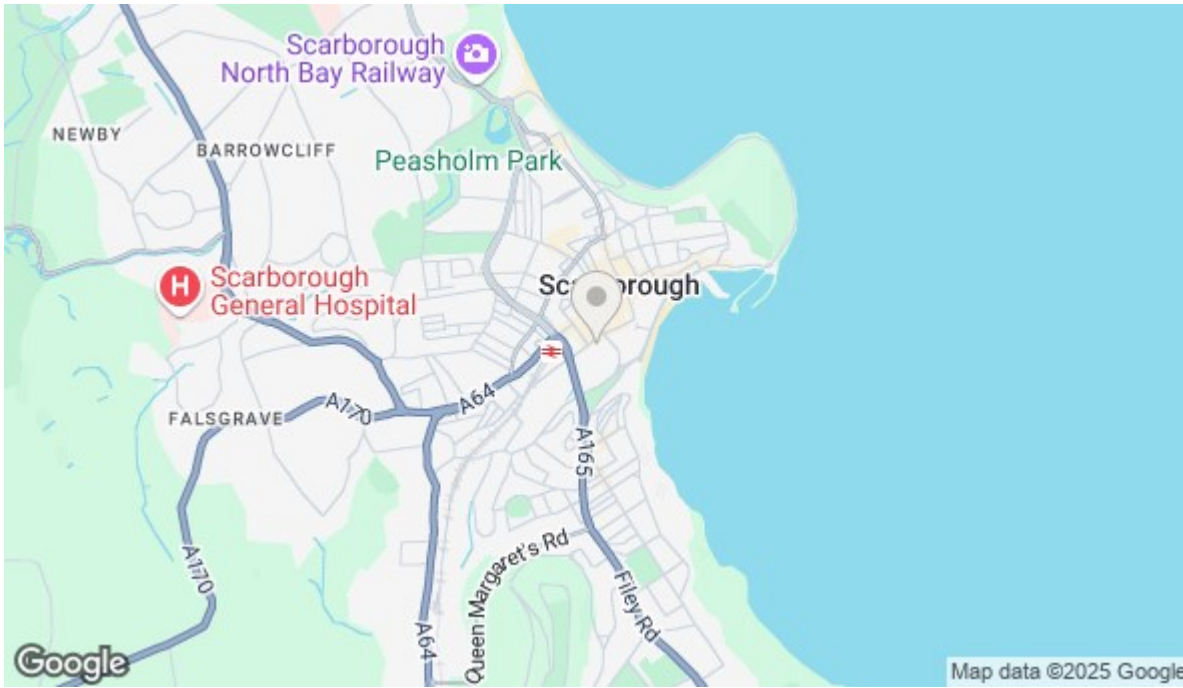 Scarborough
North Bay Railway
NEWBY
BARROWCLIFF
Peasholm Park
H
Scarborough
General Hospital
Scarborough
A64
A170
FALSGRAVE
A165
A170
Queen Margaret's Rd
Filey Rd
A64
Google
Map data ©2025 Google